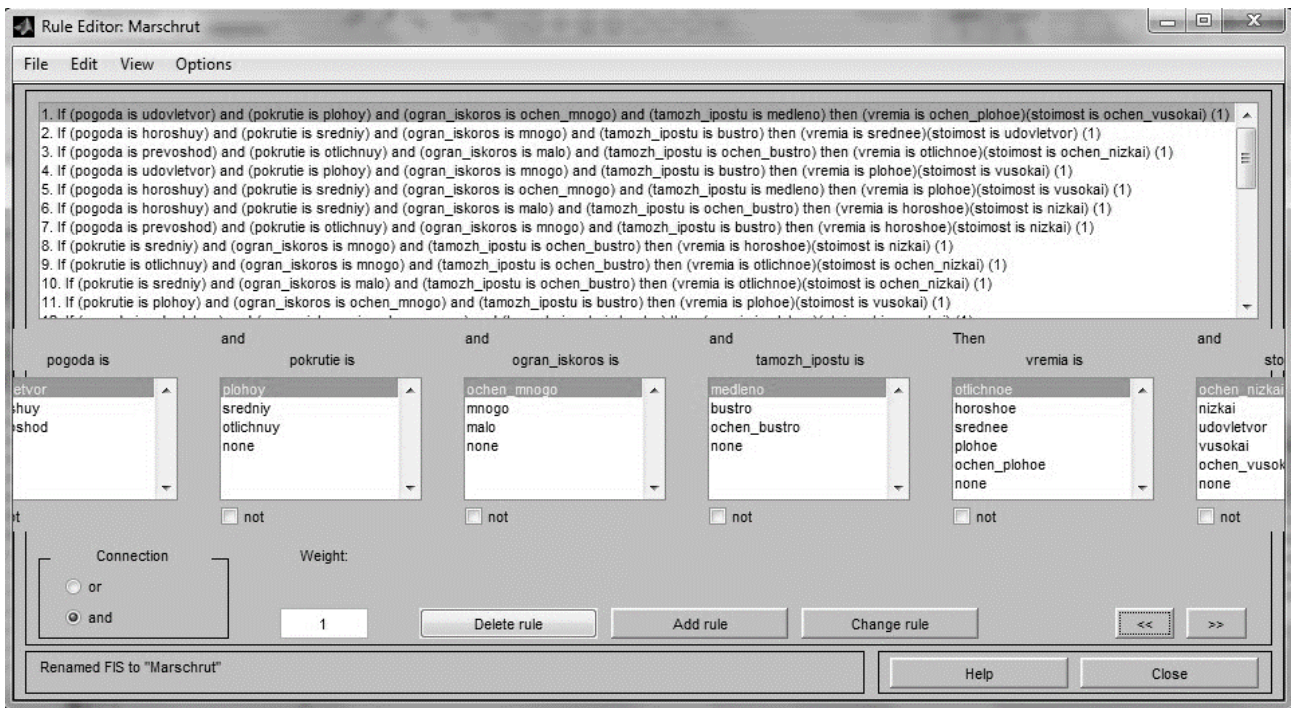 Rule Editor: Marschrut
File Edit View Options
1. If (pogoda is udovletvor) and (pokrutie is plohoy) and (ogran_iskoros is ochen_mnogo) and (tamozh_ipostu is medleno) then (vremia is ochen_plohoe)(stoimost is ochen_vusokai) (1)
2. If (pogoda is horoshuy) and (pokrutie is sredniy) and (ogran_iskoros is mnogo) and (tamozh_ipostu is bustro) then (vremia is srednee)(stoimost is udovletvor) (1)
3. If (pogoda is prevoshod) and (pokrutie is otlichnuy) and (ogran_iskoros is malo) and (tamozh_ipostu is ochen_bustro) then (vremia is otlichnoe)(stoimost is ochen_nizkai) (1)
4. If (pogoda is udovletvor) and (pokrutie is plohoy) and (ogran_iskoros is mnogo) and (tamozh_ipostu is bustro) then (vremia is plohoe)(stoimost is vusokai) (1)
5. If (pogoda is horoshuy) and (pokrutie is sredniy) and (ogran_iskoros is ochen_mnogo) and (tamozh_ipostu is medleno) then (vremia is plohoe)(stoimost is vusokai) (1)
6. If (pogoda is horoshuy) and (pokrutie is sredniy) and (ogran_iskoros is malo) and (tamozh_ipostu is ochen_bustro) then (vremia is horoshoe)(stoimost is nizkai) (1)
7. If (pogoda is prevoshod) and (pokrutie is otlichnuy) and (ogran_iskoros is mnogo) and (tamozh_ipostu is bustro) then (vremia is horoshoe)(stoimost is nizkai) (1)
8. If (pokrutie is sredniy) and (ogran_iskoros is mnogo) and (tamozh_ipostu is ochen_bustro) then (vremia is horoshoe)(stoimost is nizkai) (1)
9. If (pokrutie is otlichnuy) and (ogran_iskoros is mnogo) and (tamozh_ipostu is ochen_bustro) then (vremia is otlichnoe)(stoimost is ochen_nizkai) (1)
10. If (pokrutie is sredniy) and (ogran_iskoros is malo) and (tamozh_ipostu is ochen_bustro) then (vremia is otlichnoe)(stoimost is ochen_nizkai) (1)
11. If (pokrutie is plohoy) and (ogran_iskoros is ochen_mnogo) and (tamozh_ipostu is bustro) then (vremia is plohoe)(stoimost is vusokai) (1)
and and and Then and
pogoda is pokrutie is ogran_iskoros is tamozh_ipostu is vremia is sto
etvor plohoy ochen_mnogo medleno otlichnoe ochen_nizkai
shuy sredniy mnogo bustro horoshoe nizkai
shod otlichnuy malo ochen_bustro srednee udovletvor
none none none plohoe vusokai
ochen_plohoe ochen_vusok
none none
ot not not not not not
Connection Weight:
or
and 1 Delete rule Add rule Change rule << >>
Renamed FIS to "Marschrut" Help Close